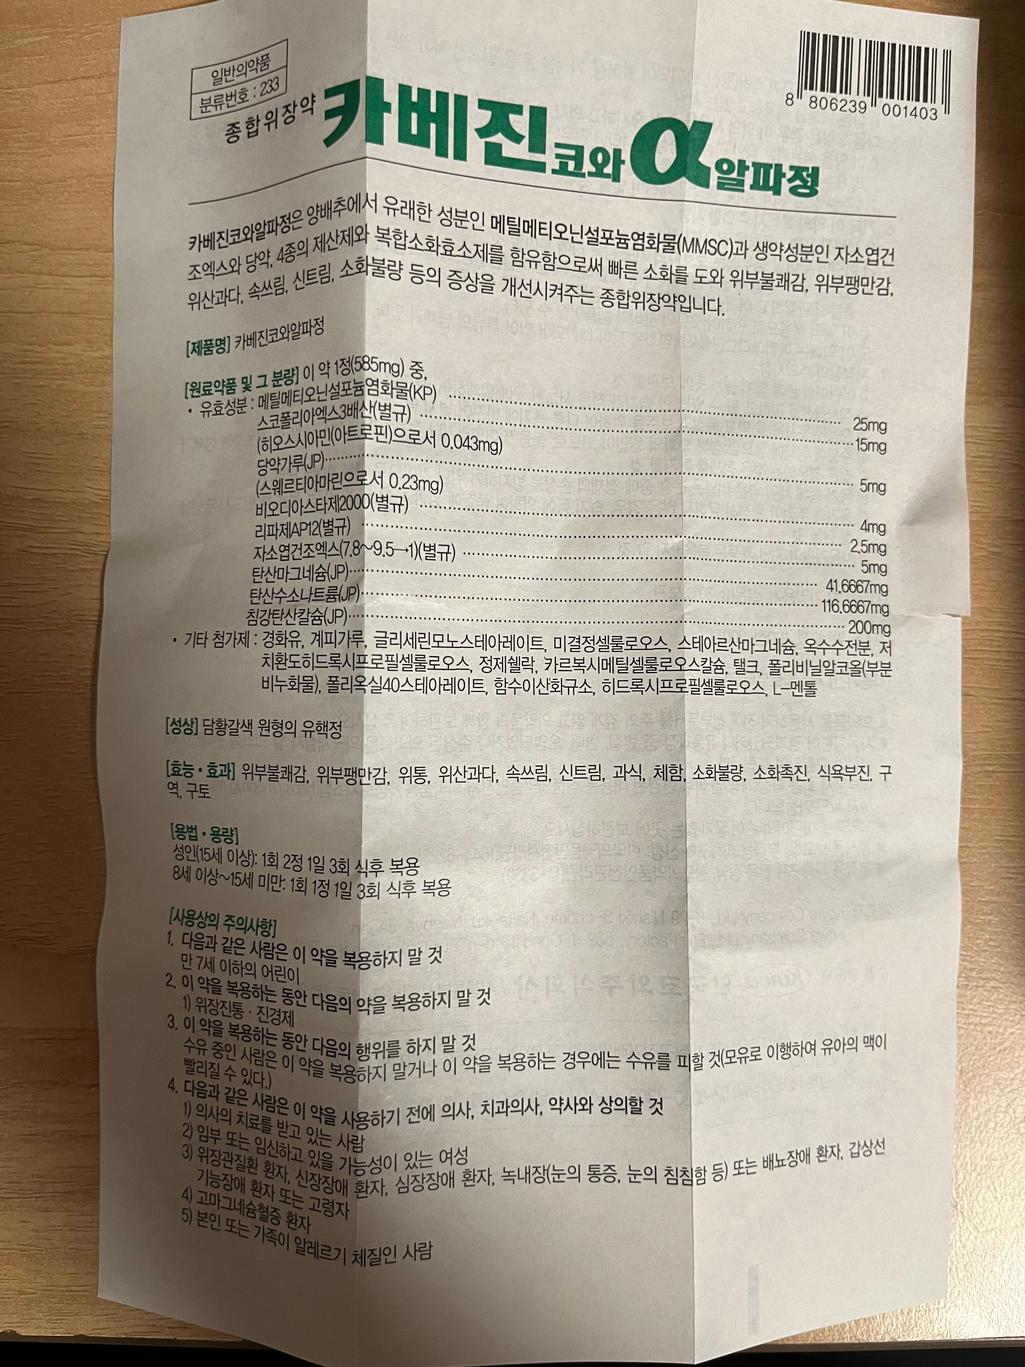 일반의약품
분류번호 : 233
8 806239 001403
종합위장약 카베진코와α알파정
카베진코와알파정은 양배추에서 유래한 성분인 메틸메티오닌설포늄염화물(MMSC)과 생약성분인 자소엽건
조엑스와 당약, 4종의 제산제와 복합소화효소제를 함유함으로써 빠른 소화를 도와 위부불쾌감, 위부팽만감,
위산과다, 속쓰림, 신트림, 소화불량 등의 증상을 개선시켜주는 종합위장약입니다.
[제품명] 카베진코와알파정
[원료약품 및 그 분량] 이 약 1정(585mg) 중,
• 유효성분 : 메틸메티오닌설포늄염화물(KP) 25mg
스코폴리아엑스3배산(별규) 15mg
(히오스시아민(아트로핀)으로서 0.043mg)
당약가루(JP) 5mg
(스웨르티아마린으로서 0.23mg)
비오디아스타제2000(별규) 4mg
리파제AP12(별규) 2.5mg
자소엽건조엑스(7.8~9.5→1)(별규) 5mg
탄산마그네슘(JP) 41.6667mg
탄산수소나트륨(JP) 116.6667mg
침강탄산칼슘(JP) 200mg
• 기타 첨가제 : 경화유, 계피가루, 글리세린모노스테아레이트, 미결정셀룰로오스, 스테아르산마그네슘, 옥수수전분, 저
치환도히드록시프로필셀룰로오스, 정제쉘락, 카르복시메틸셀룰로오스칼슘, 탤크, 폴리비닐알코올(부분
비누화물), 폴리옥실40스테아레이트, 함수이산화규소, 히드록시프로필셀룰로오스, L-멘톨
[성상] 담황갈색 원형의 유핵정
[효능•효과] 위부불쾌감, 위부팽만감, 위통, 위산과다, 속쓰림, 신트림, 과식, 체함, 소화불량, 소화촉진, 식욕부진, 구
역, 구토
[용법•용량]
성인(15세 이상): 1회 2정 1일 3회 식후 복용
8세 이상~15세 미만: 1회 1정 1일 3회 식후 복용
[사용상의 주의사항]
1. 다음과 같은 사람은 이 약을 복용하지 말 것
만 7세 이하의 어린이
2. 이 약을 복용하는 동안 다음의 약을 복용하지 말 것
1) 위장진통·진경제
3. 이 약을 복용하는 동안 다음의 행위를 하지 말 것
수유 중인 사람은 이 약을 복용하지 말거나 이 약을 복용하는 경우에는 수유를 피할 것(모유로 이행하여 유아의 맥이
빨리질 수 있다.)
4. 다음과 같은 사람은 이 약을 사용하기 전에 의사, 치과의사, 약사와 상의할 것
1) 의사의 치료를 받고 있는 사람
2) 임부 또는 임신하고 있을 가능성이 있는 여성
3) 위장관질환 환자, 신장장애 환자, 심장장애 환자, 녹내장(눈의 통증, 눈의 침침함 등) 또는 배뇨장애 환자, 갑상선
기능장애 환자 또는 고령자
4) 고마그네슘혈증 환자
5) 본인 또는 가족이 알레르기 체질인 사람